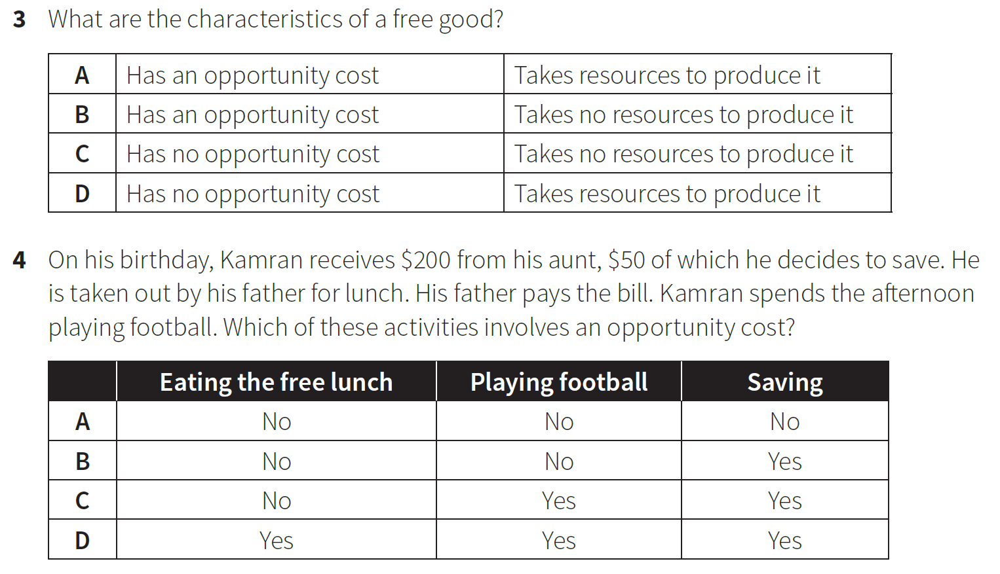 3 What are the characteristics of a free good?
A Has an opportunity cost Takes resources to produce it
B Has an opportunity cost Takes no resources to produce it
C Has no opportunity cost Takes no resources to produce it
D Has no opportunity cost Takes resources to produce it
4 On his birthday, Kamran receives $200 from his aunt, $50 of which he decides to save. He
is taken out by his father for lunch. His father pays the bill. Kamran spends the afternoon
playing football. Which of these activities involves an opportunity cost?
Eating the free lunch Playing football Saving
A No No No
B No No Yes
C No Yes Yes
D Yes Yes Yes